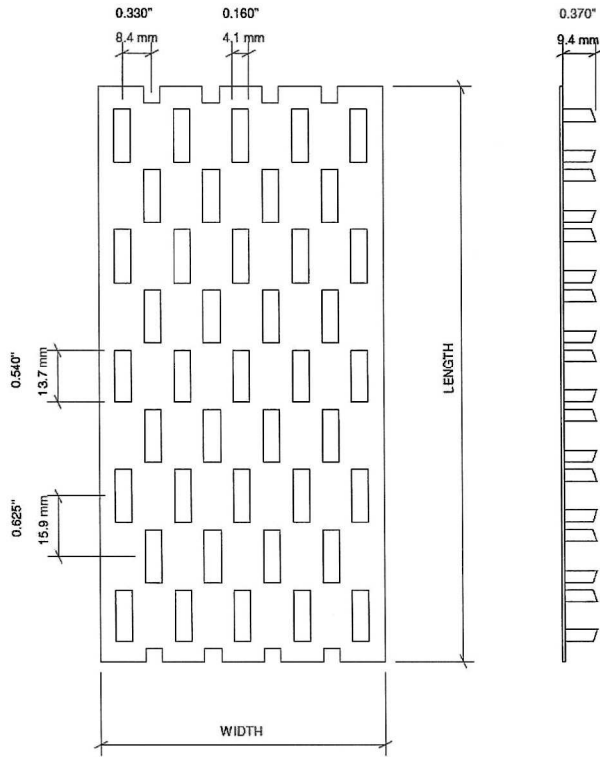 0.330"
0.160"
0.370"
8.4 mm
4.1 mm
9.4 mm
0.540"
13.7 mm
LENGTH
0.625"
15.9 mm
WIDTH